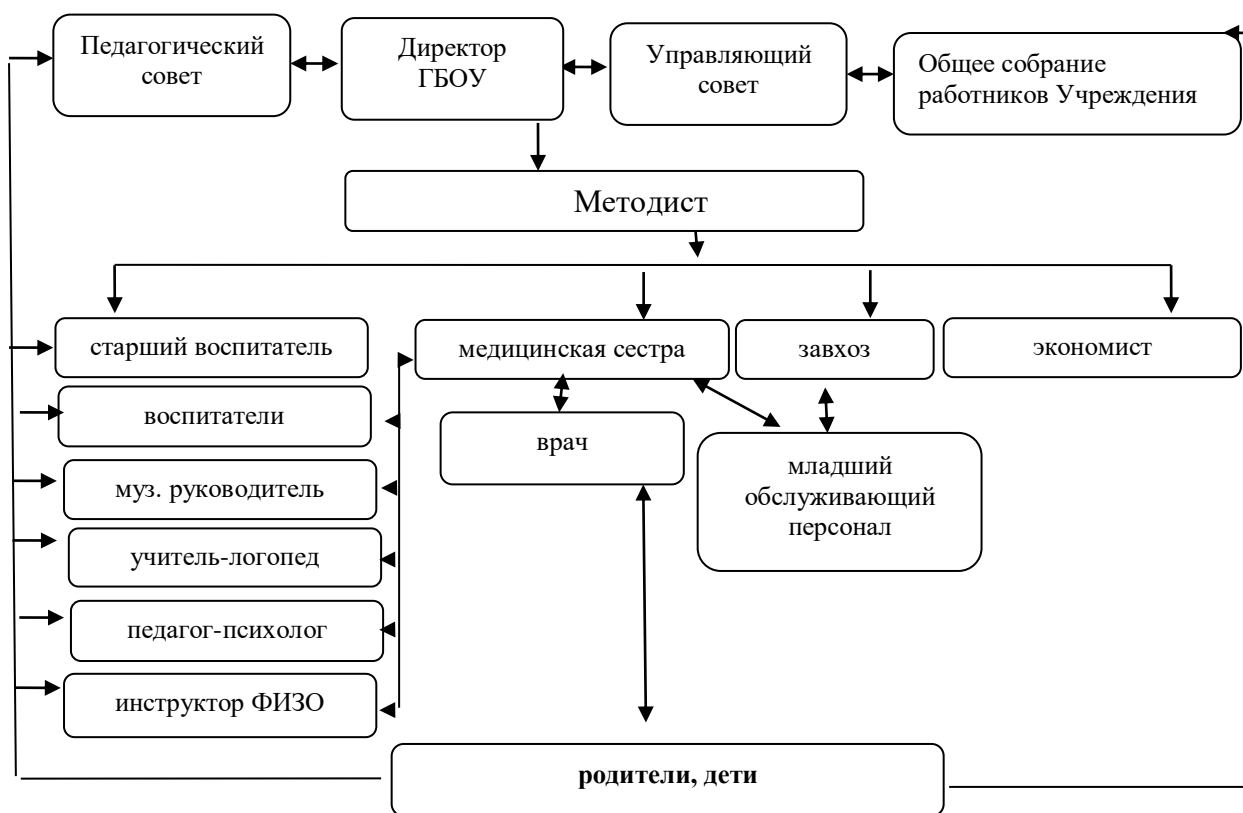 Педагогический
совет
Директор
ГБОУ
Управляющий
совет
Общее собрание
работников Учреждения
Методист
старший воспитатель
медицинская сестра
завхоз
экономист
воспитатели
врач
муз. руководитель
младший
обслуживающий
персонал
учитель-логопед
педагог-психолог
инструктор ФИЗО
родители, дети